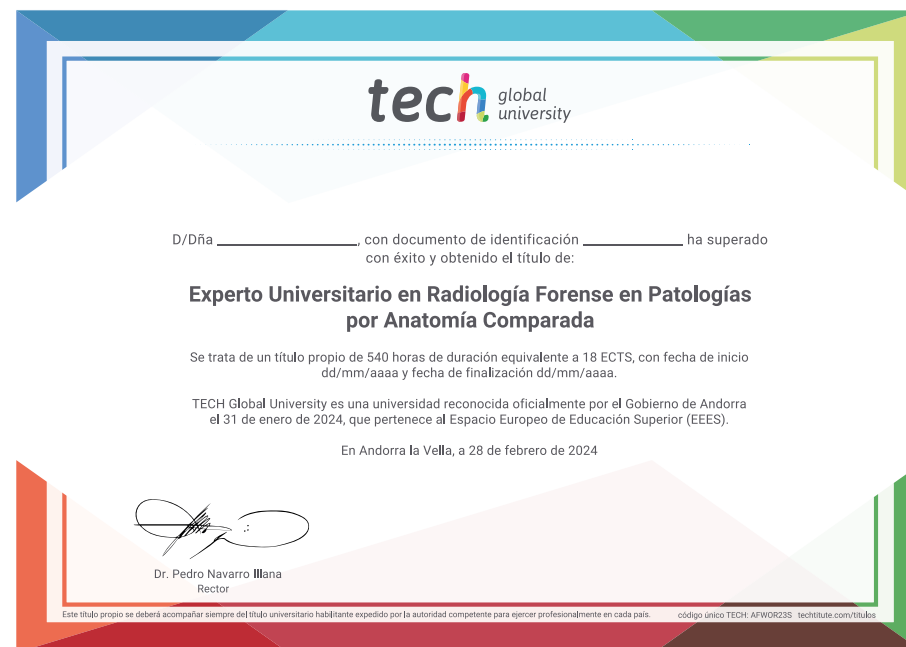 tech global university
D/Dña ____________, con documento de identificación ____________ ha superado
con éxito y obtenido el título de:
Experto Universitario en Radiología Forense en Patologías
por Anatomía Comparada
Se trata de un título propio de 540 horas de duración equivalente a 18 ECTS, con fecha de inicio
dd/mm/aaaa y fecha de finalización dd/mm/aaaa.
TECH Global University es una universidad reconocida oficialmente por el Gobierno de Andorra
el 31 de enero de 2024, que pertenece al Espacio Europeo de Educación Superior (EEES).
En Andorra la Vella, a 28 de febrero de 2024
Dr. Pedro Navarro Illana
Rector
Este título propio se deberá acompañar siempre del título universitario habilitante expedido por la autoridad competente para ejercer profesionalmente en cada país.
código único TECH: AFWOR23S techtitute.com/titulos